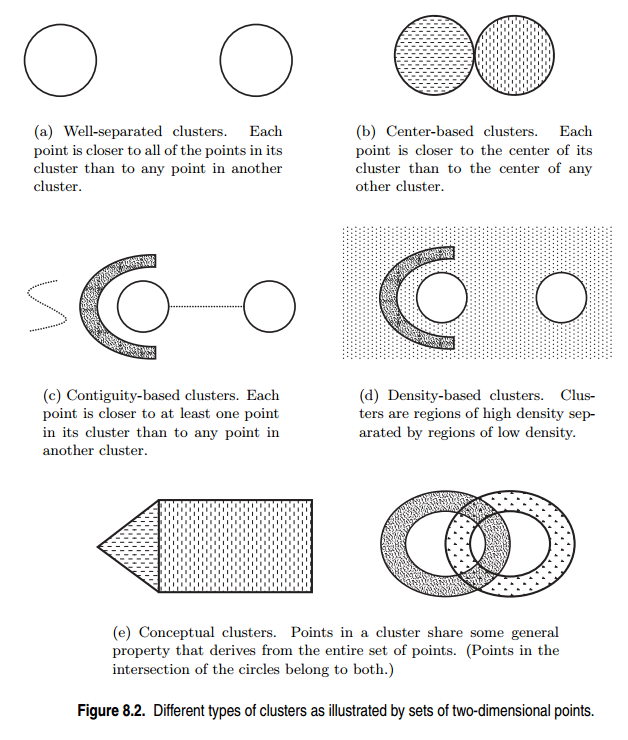 (a) Well-separated clusters. Each
point is closer to all of the points in its
cluster than to any point in another
cluster.
(b) Center-based clusters. Each
point is closer to the center of its
cluster than to the center of any
other cluster.
(c) Contiguity-based clusters. Each
point is closer to at least one point
in its cluster than to any point in
another cluster.
(d) Density-based clusters. Clus-
ters are regions of high density sep-
arated by regions of low density.
(e) Conceptual clusters. Points in a cluster share some general
property that derives from the entire set of points. (Points in the
intersection of the circles belong to both.)
Figure 8.2. Different types of clusters as illustrated by sets of two-dimensional points.